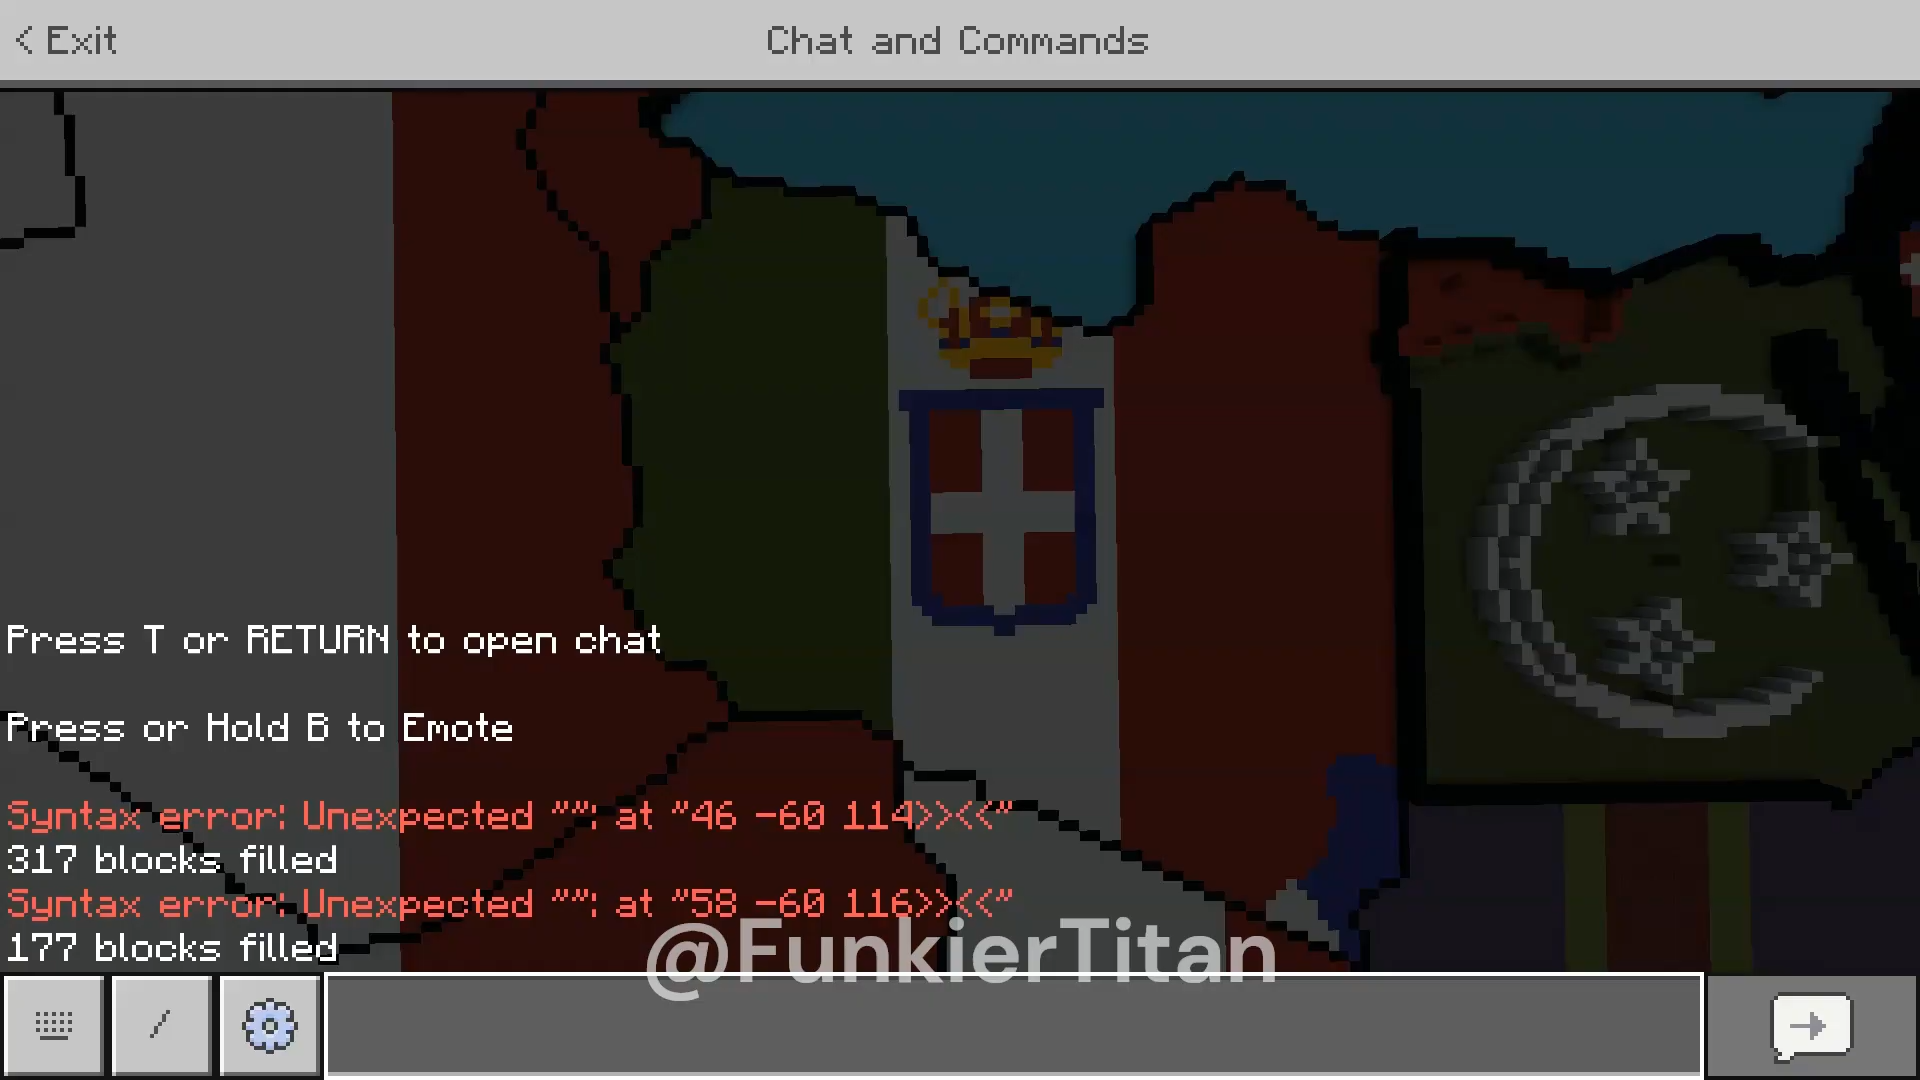 < Exit
Chat and Commands
Press T or RETURN to open chat
Press or Hold B to Emote
Syntax error: Unexpected "": at "46 -60 114>><<"
317 blocks filled
Syntax error: Unexpected "": at "58 -60 116>><<"
177 blocks filled
@FunkierTitan
/